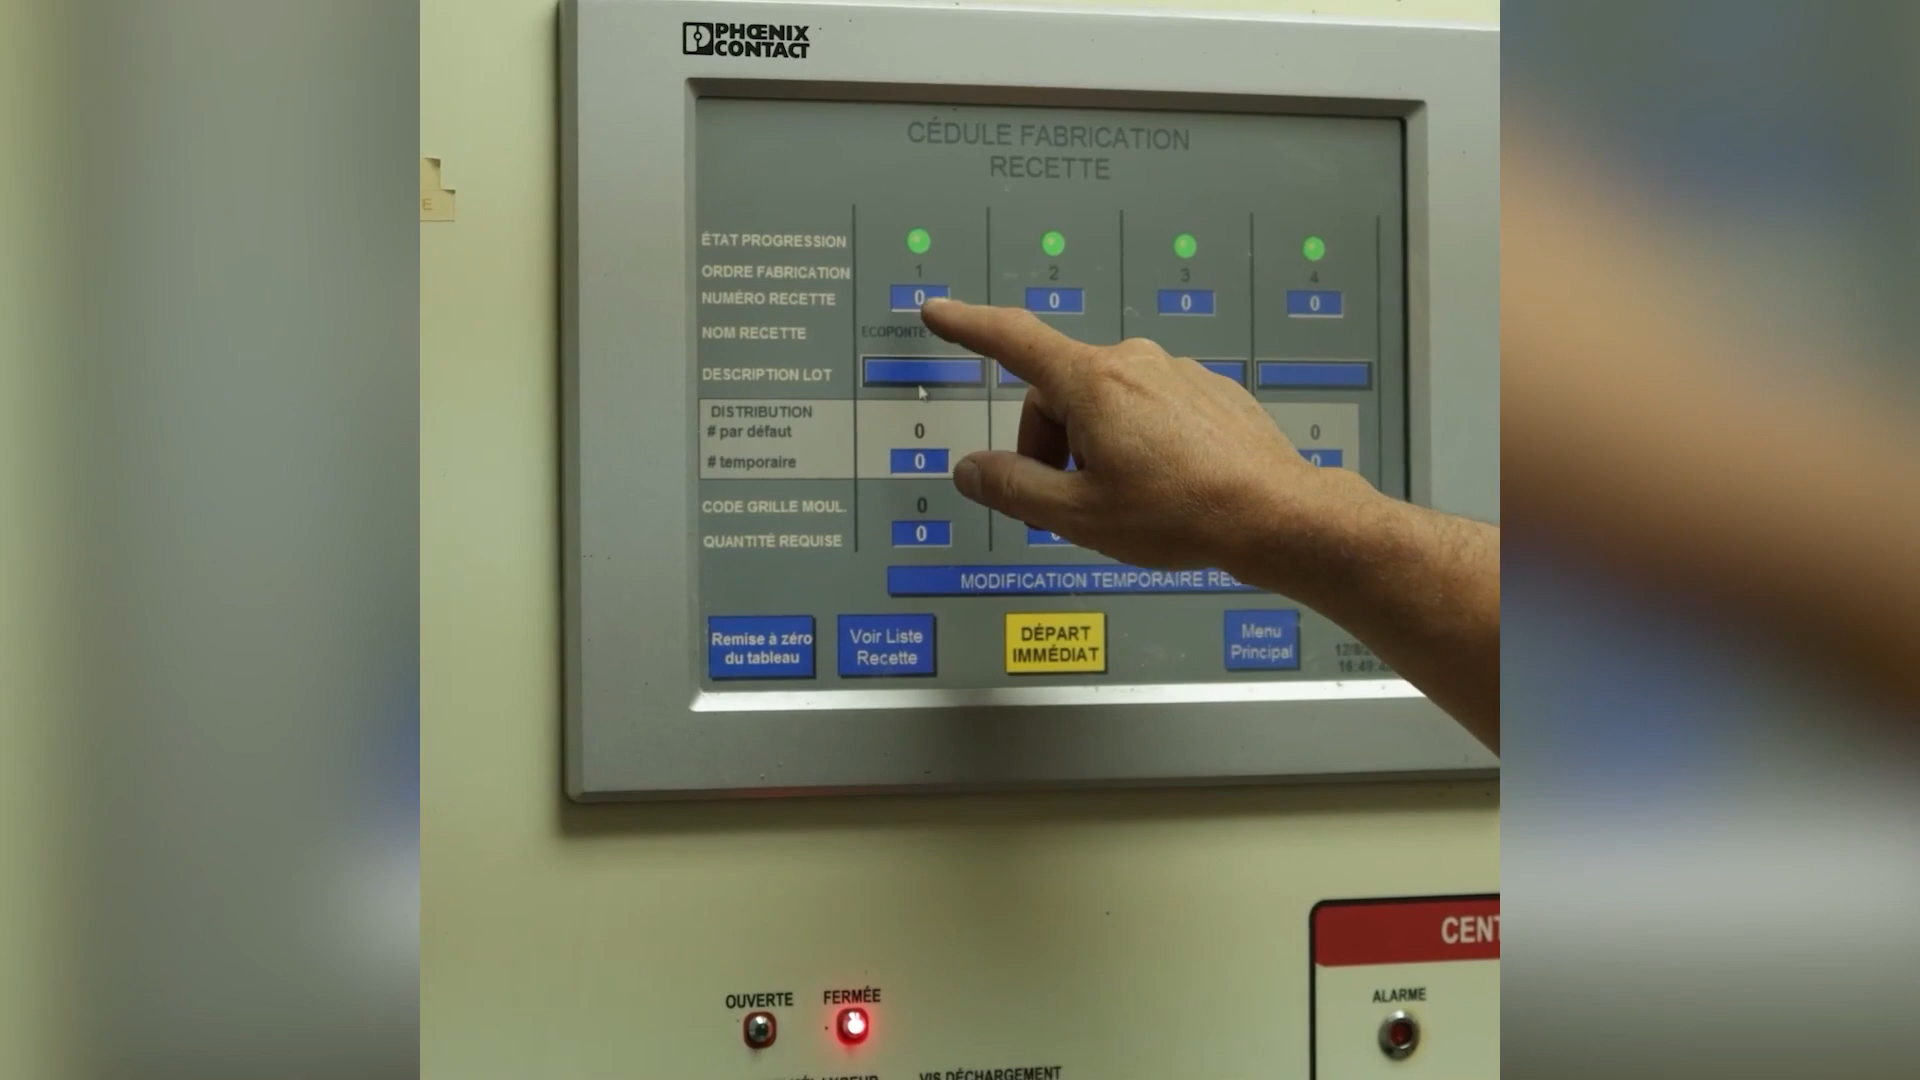 PHŒNIX
CONTACT
CÉDULE FABRICATION
RECETTE
ÉTAT PROGRESSION
ORDRE FABRICATION 1 2 3 4
NUMÉRO RECETTE 0 0 0 0
NOM RECETTE ECOPONTE
DESCRIPTION LOT
DISTRIBUTION
# par défaut 0 0
# temporaire 0 0
CODE GRILLE MOUL. 0
QUANTITÉ REQUISE 0
MODIFICATION TEMPORAIRE
Remise à zéro
du tableau
Voir Liste
Recette
DÉPART
IMMÉDIAT
Menu
Principal
16:49
CENT
OUVERTE FERMÉE ALARME
VIS DÉCHARGEMENT